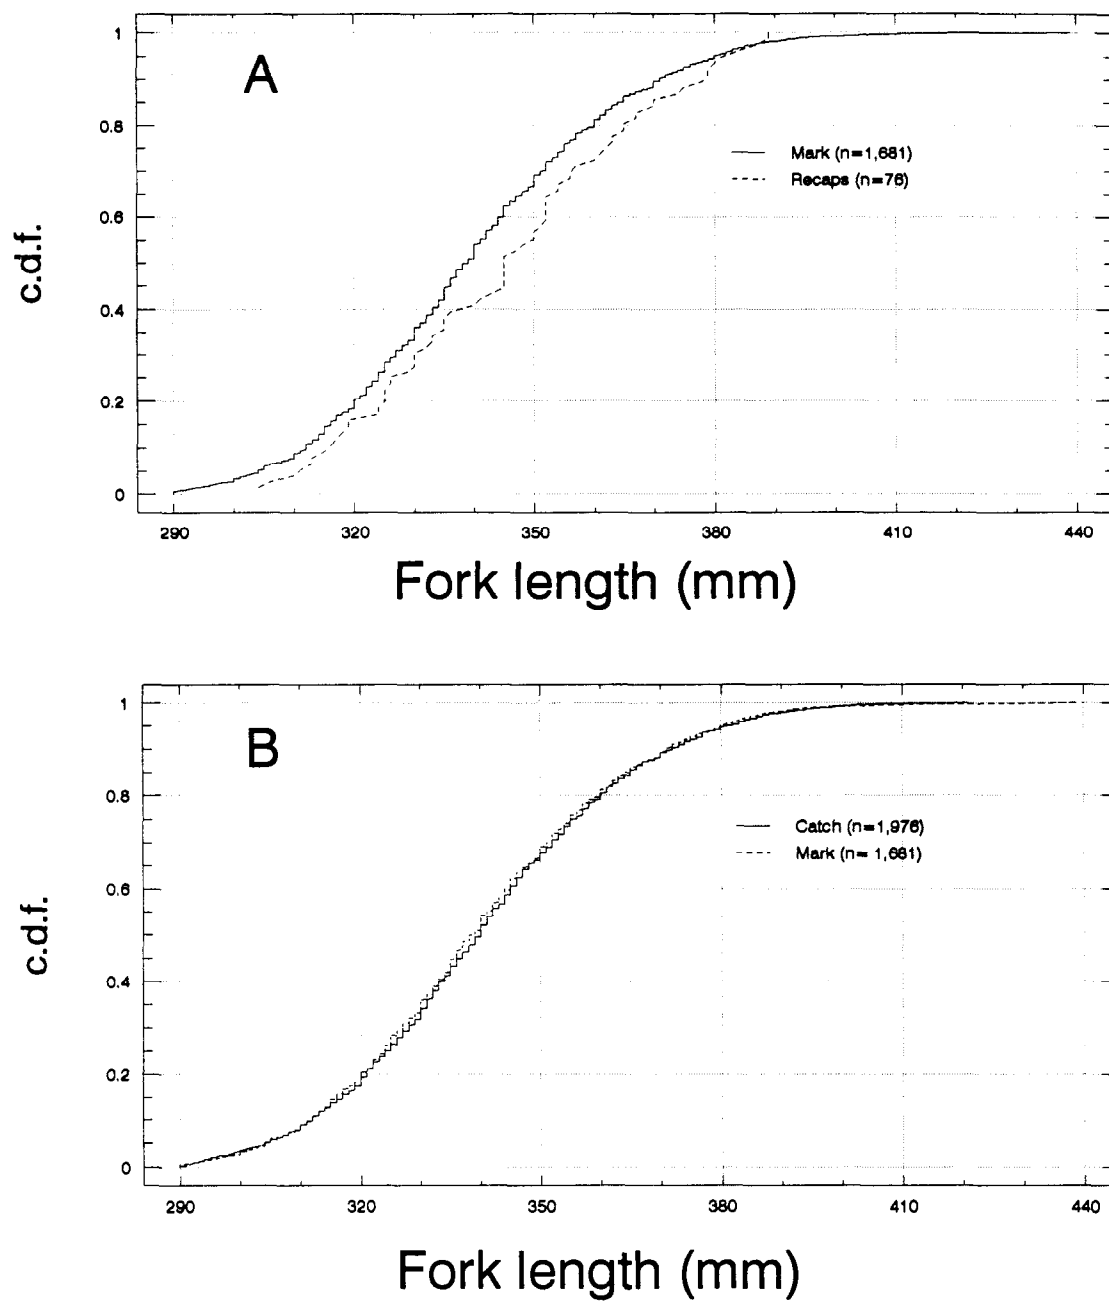 A
1
0.8
0.6
0.4
0.2
0
c.d.f.
Mark (n=1,681)
Recaps (n=76)
290 320 350 380 410 440
Fork length (mm)
B
1
0.8
0.6
0.4
0.2
0
c.d.f.
Catch (n=1,976)
Mark (n= 1,681)
290 320 350 380 410 440
Fork length (mm)